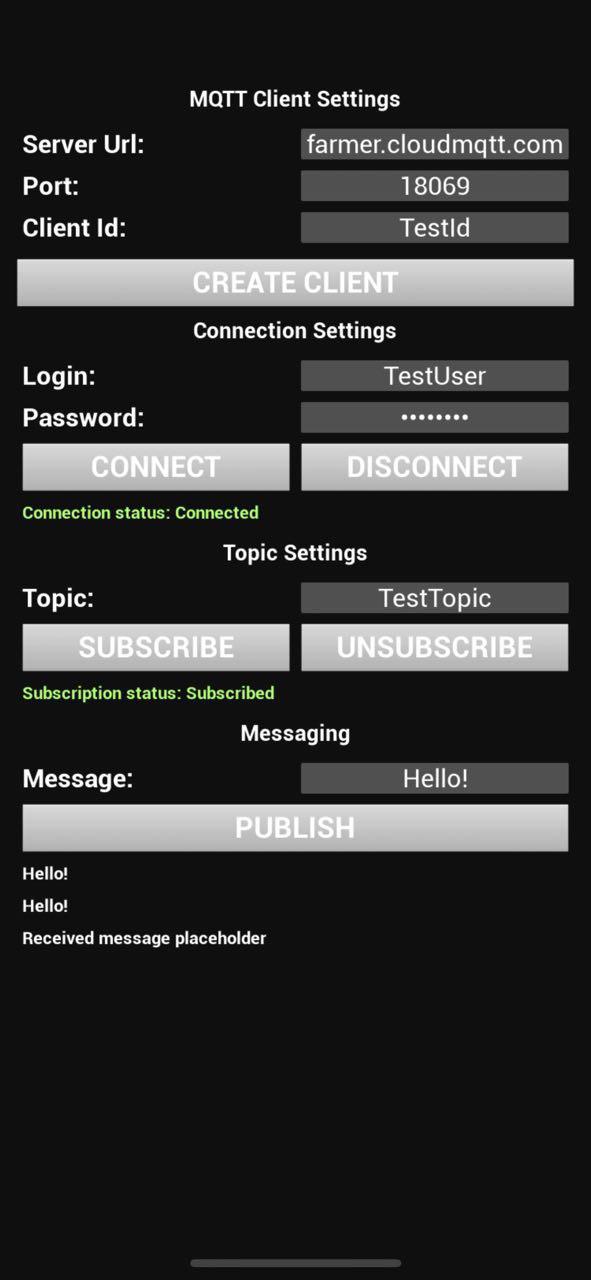 MQTT Client Settings
Server Url: farmer.cloudmqtt.com
Port: 18069
Client Id: TestId
CREATE CLIENT
Connection Settings
Login: TestUser
Password: ••••••••
CONNECT DISCONNECT
Connection status: Connected
Topic Settings
Topic: TestTopic
SUBSCRIBE UNSUBSCRIBE
Subscription status: Subscribed
Messaging
Message: Hello!
PUBLISH
Hello!
Hello!
Received message placeholder